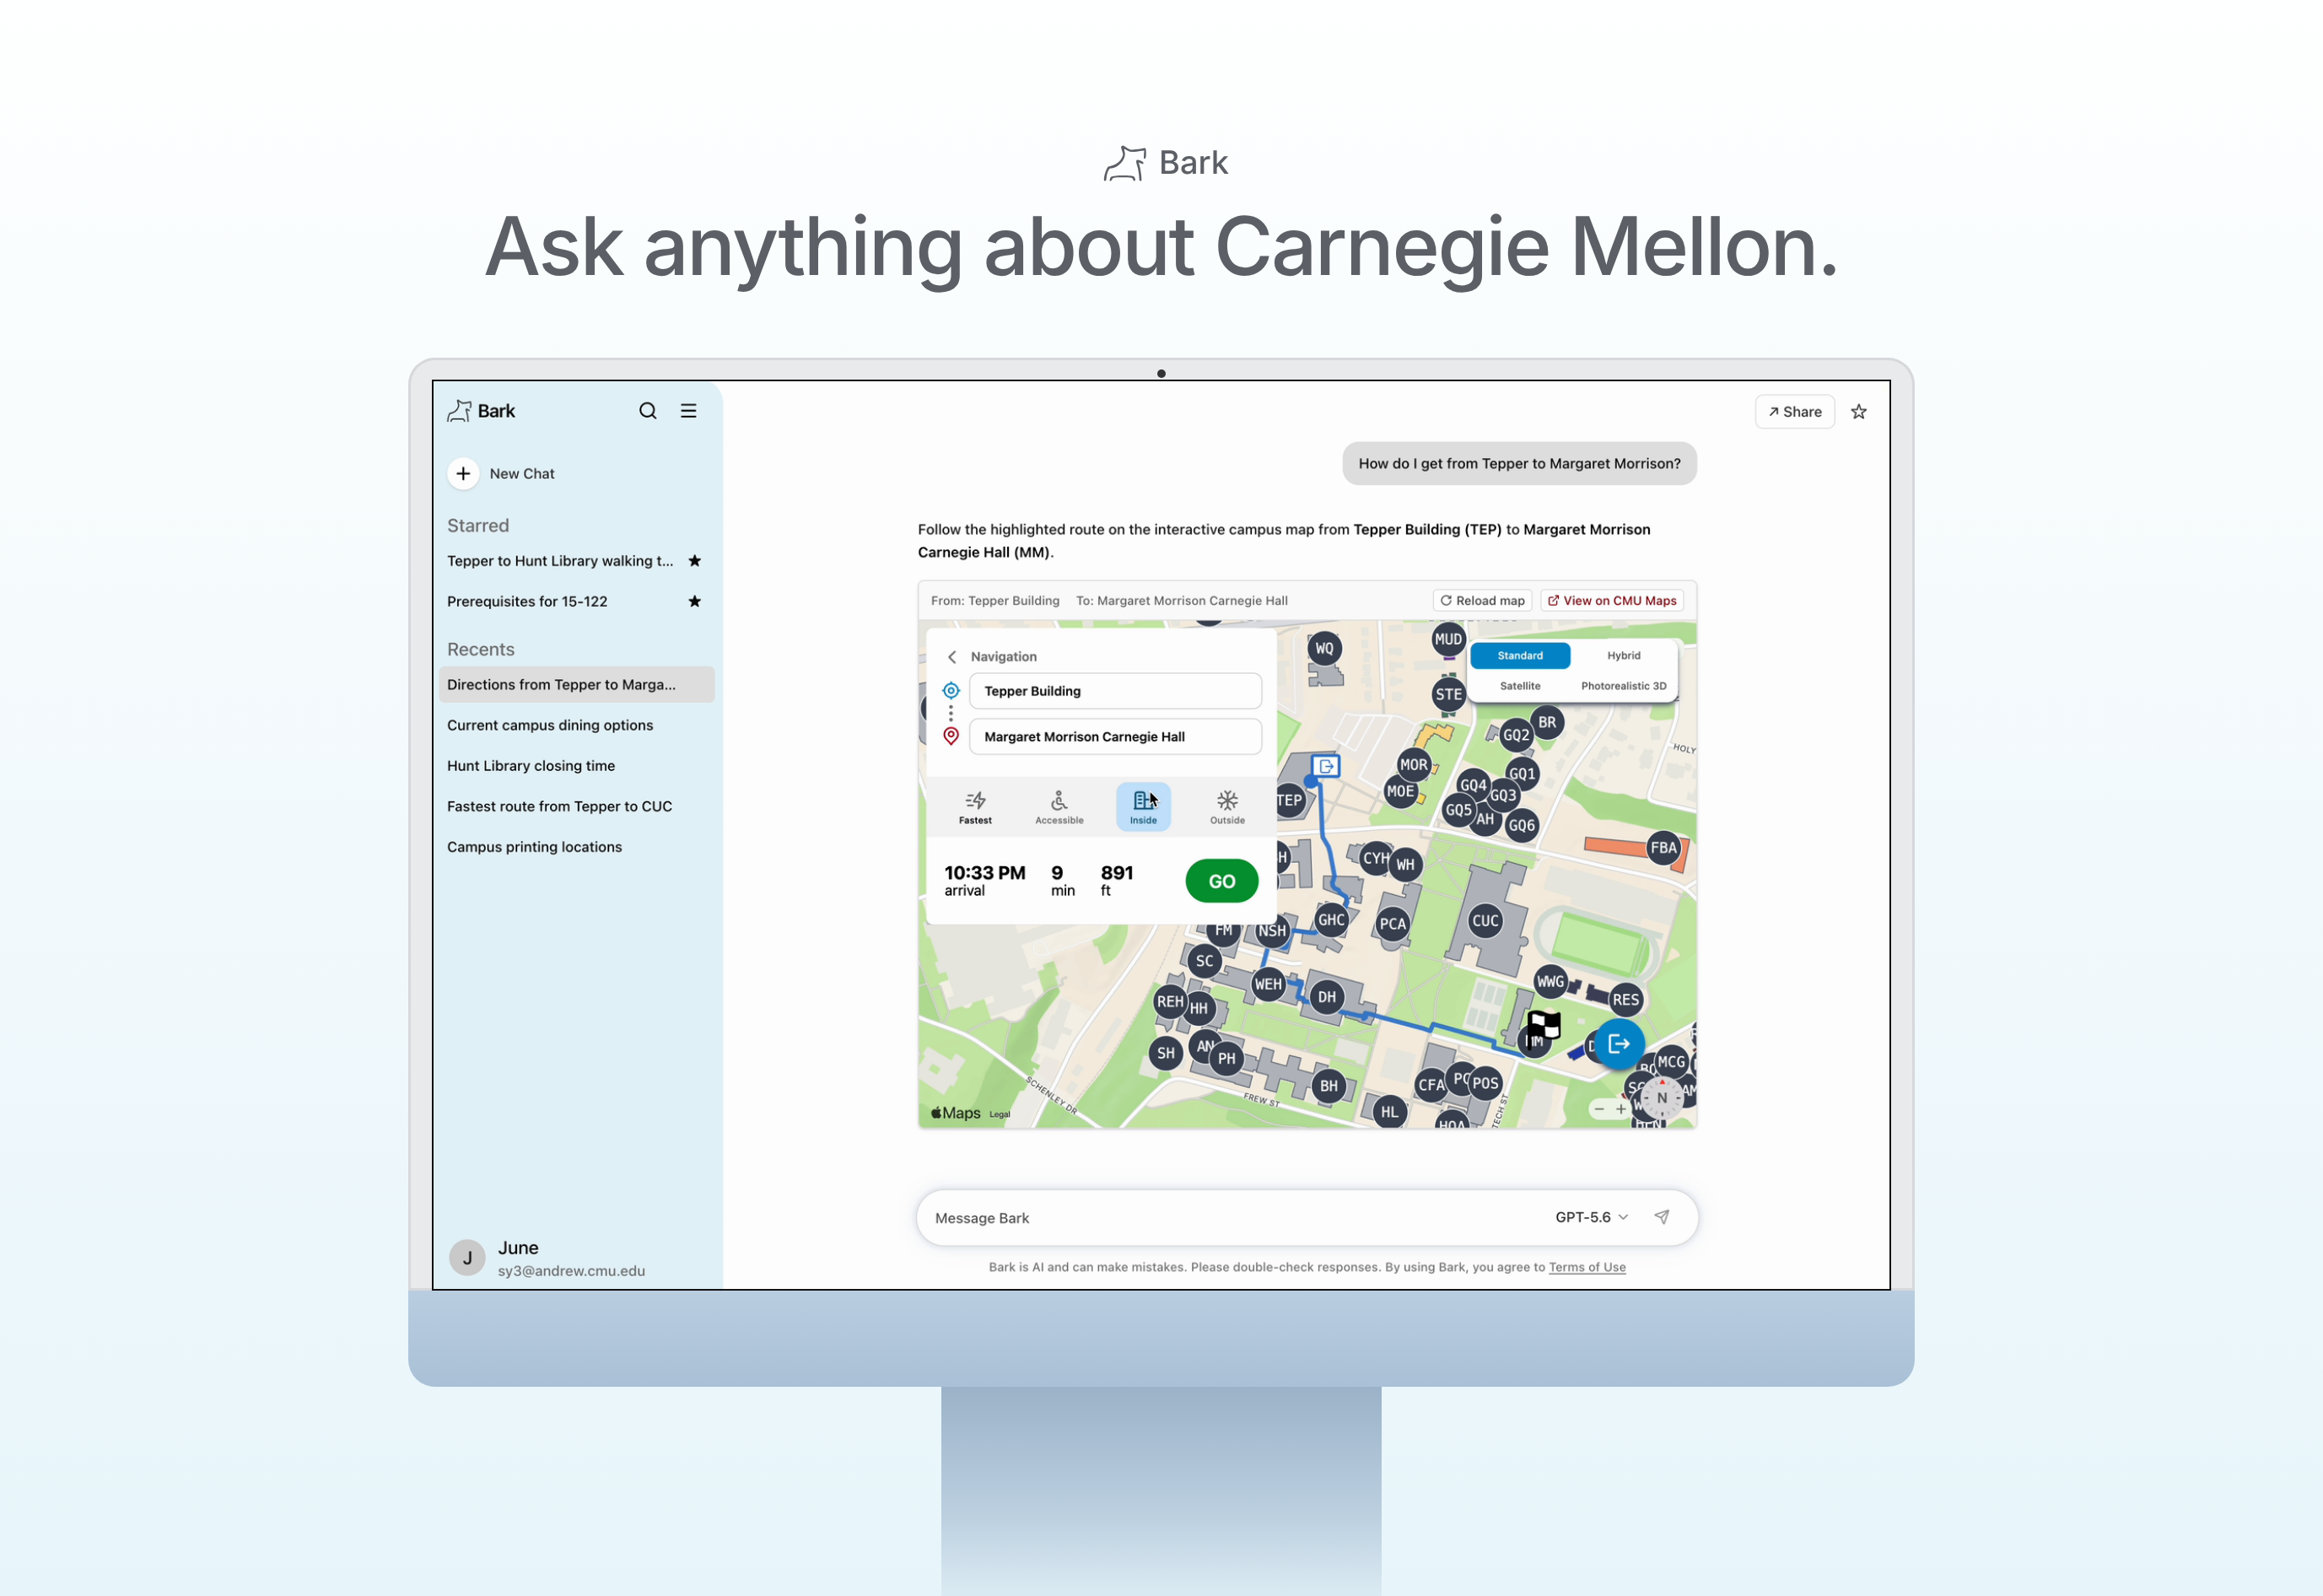 Bark
Ask anything about Carnegie Mellon.
Bark
New Chat
Starred
Tepper to Hunt Library walking t...
Prerequisites for 15-122
Recents
Directions from Tepper to Marga...
Current campus dining options
Hunt Library closing time
Fastest route from Tepper to CUC
Campus printing locations
J
June
sy3@andrew.cmu.edu
Share
How do I get from Tepper to Margaret Morrison?
Follow the highlighted route on the interactive campus map from Tepper Building (TEP) to Margaret Morrison
Carnegie Hall (MM).
From: Tepper Building To: Margaret Morrison Carnegie Hall
Reload map
View on CMU Maps
Navigation
Tepper Building
Margaret Morrison Carnegie Hall
Fastest
Accessible
Inside
Outside
10:33 PM 9 891
arrival min ft
GO
Standard
Hybrid
Satellite
Photorealistic 3D
WQ
MUD
STE
BR
GQ2
HOLY
MOR
GQ1
GQ4
GQ3
MOE
TEP
GQ5
AH
GQ6
FBA
CYH
WH
GHC
PCA
CUC
FM
NSH
SC
WEH
DH
WWG
RES
REH
HH
SH
AN
PH
BH
CFA
POS
MCG
HL
SCHENLEY DR
FREW ST
TECH ST
N
Maps
Legal
Message Bark
GPT-5.6
Bark is AI and can make mistakes. Please double-check responses. By using Bark, you agree to Terms of Use